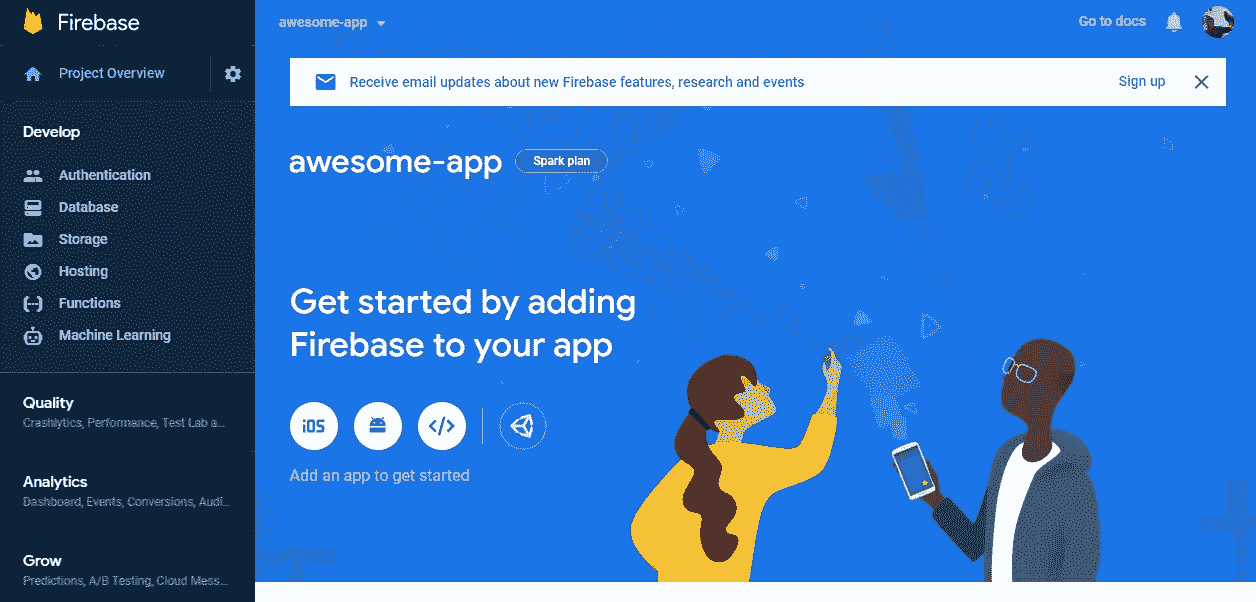 Firebase
awesome-app
Go to docs
Project Overview
Receive email updates about new Firebase features, research and events
Sign up
Develop
awesome-app
Spark plan
Authentication
Database
Storage
Hosting
Functions
Machine Learning
Get started by adding
Firebase to your app
iOS
Add an app to get started
Quality
Crashlytics, Performance, Test Lab a...
Analytics
Dashboard, Events, Conversions, Audi...
Grow
Predictions, A/B Testing, Cloud Mess...